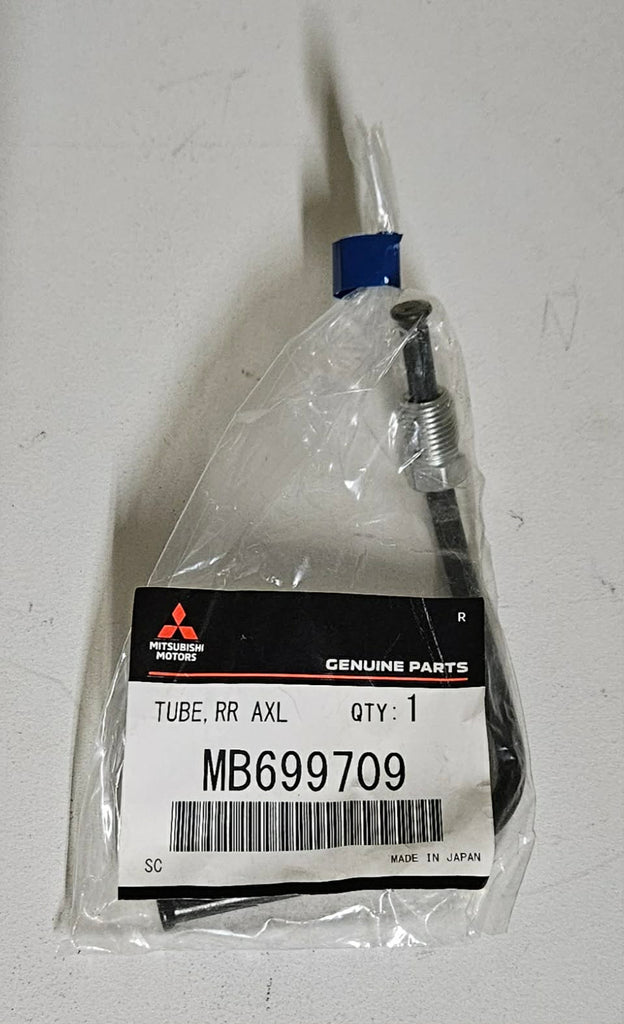 R
MITSUBISHI
MOTORS
GENUINE PARTS
TUBE, RR AXL QTY: 1
MB699709
SC MADE IN JAPAN